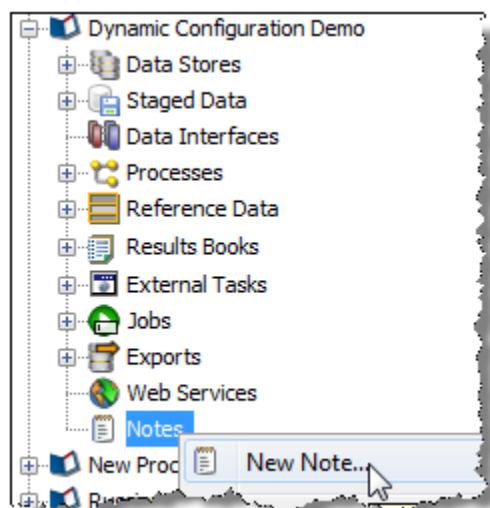 Dynamic Configuration Demo
Data Stores
Staged Data
Data Interfaces
Processes
Reference Data
Results Books
External Tasks
Jobs
Exports
Web Services
Notes
New Proc
New Note...